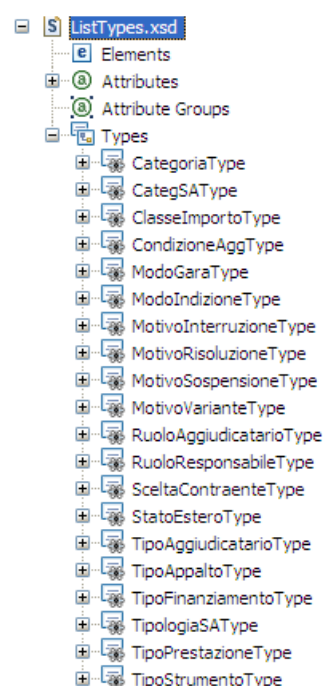 ListTypes.xsd
Elements
Attributes
Attribute Groups
Types
CategoriaType
CategSAType
ClasseImportoType
CondizioneAggType
ModoGaraType
ModoIndizioneType
MotivoInterruzioneType
MotivoRisoluzioneType
MotivoSospensioneType
MotivoVarianteType
RuoloAggiudicatarioType
RuoloResponsabileType
SceltaContraenteType
StatoEsteroType
TipoAggiudicatarioType
TipoAppaltoType
TipoFinanziamentoType
TipologiaSAType
TipoPrestazioneType
TipoStrumentoType